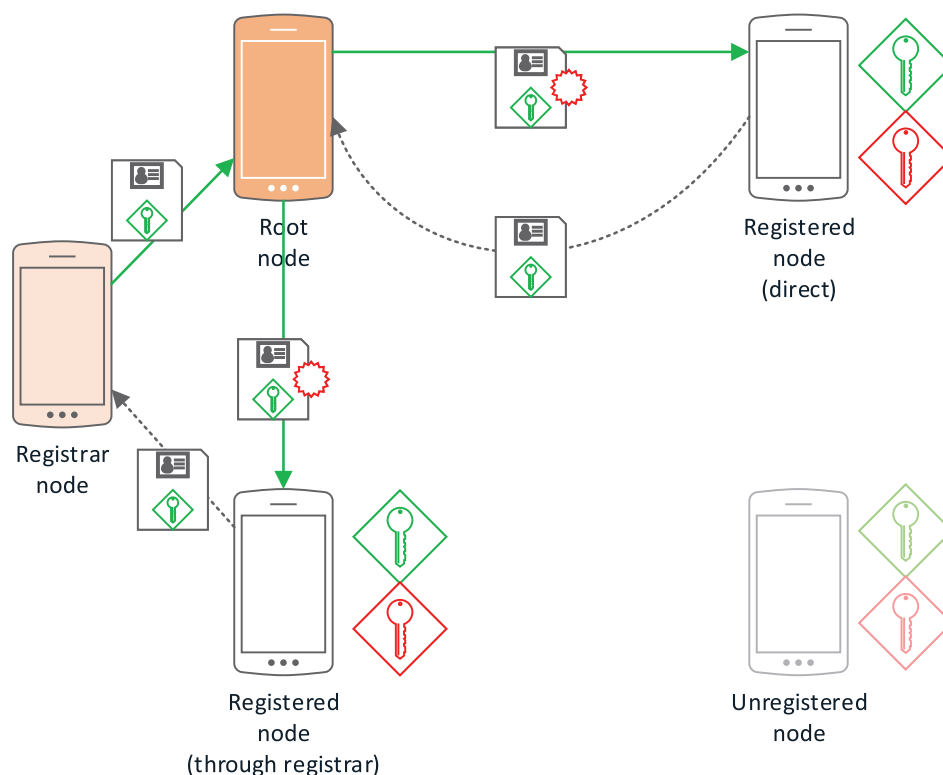 Root
node
Registered
node
(direct)
Registrar
node
Registered
node
(through registrar)
Unregistered
node